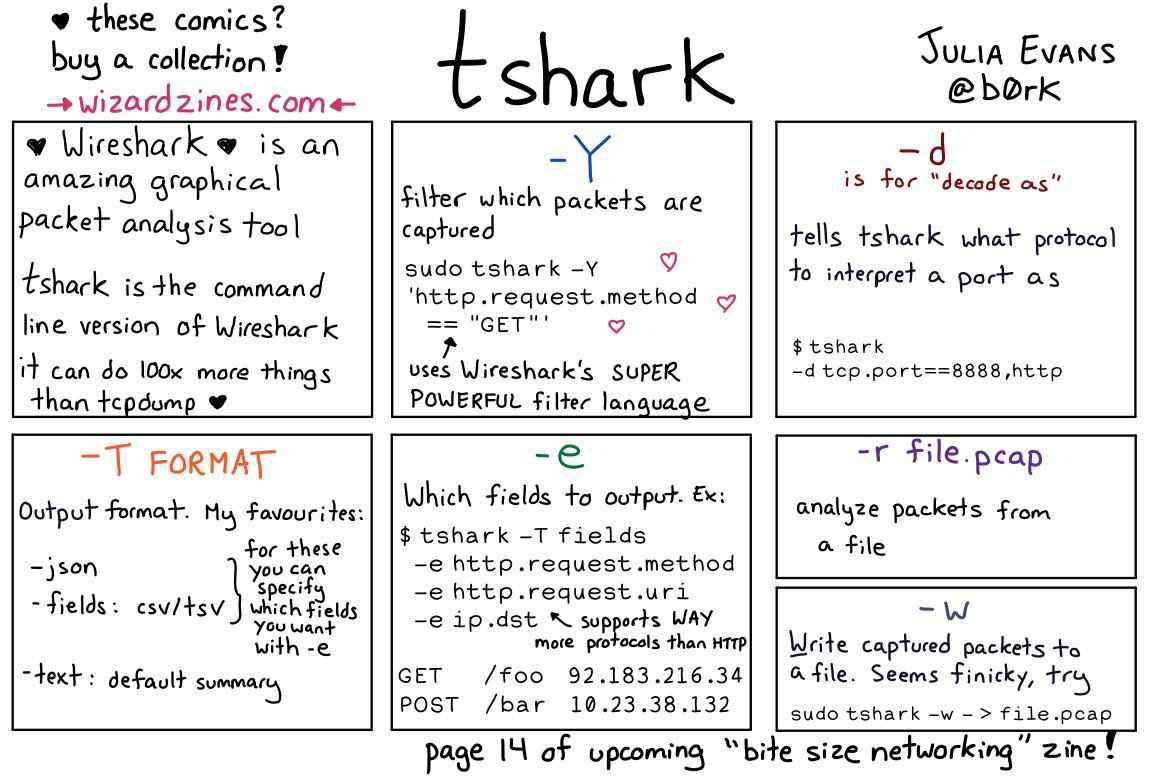 ♥ these comics?
buy a collection!
→wizardzines.com←
tshark
JULIA EVANS
@b0rk
♥ Wireshark ♥ is an
amazing graphical
packet analysis tool
tshark is the command
line version of Wireshark
it can do 100x more things
than tcpdump ♥
-Y
filter which packets are
captured
sudo tshark -Y
'http.request.method
== "GET"'
uses Wireshark's SUPER
POWERFUL filter language
-d
is for "decode as"
tells tshark what protocol
to interpret a port as
$ tshark
-d tcp.port==8888,http
-T FORMAT
Output format. My favourites:
-json
- fields: csv/tsv
for these
you can
specify
which fields
you want
with -e
-text: default summary
-e
Which fields to output. Ex:
$ tshark -T fields
-e http.request.method
-e http.request.uri
-e ip.dst
supports WAY
more protocols than HTTP
GET /foo 92.183.216.34
POST /bar 10.23.38.132
-r file.pcap
analyze packets from
a file
-w
Write captured packets to
a file. Seems finicky, try
sudo tshark -w - > file.pcap
page 14 of upcoming "bite size networking" zine!